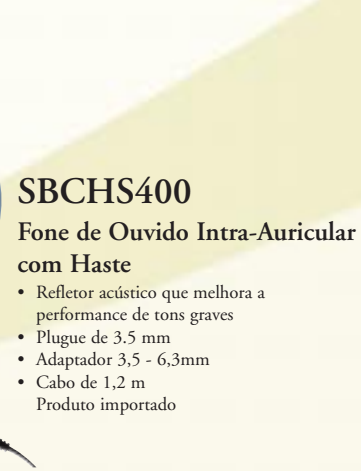 SBCHS400
Fone de Ouvido Intra-Auricular
com Haste
• Refletor acústico que melhora a
performance de tons graves
• Plugue de 3.5 mm
• Adaptador 3,5 - 6,3mm
• Cabo de 1,2 m
Produto importado